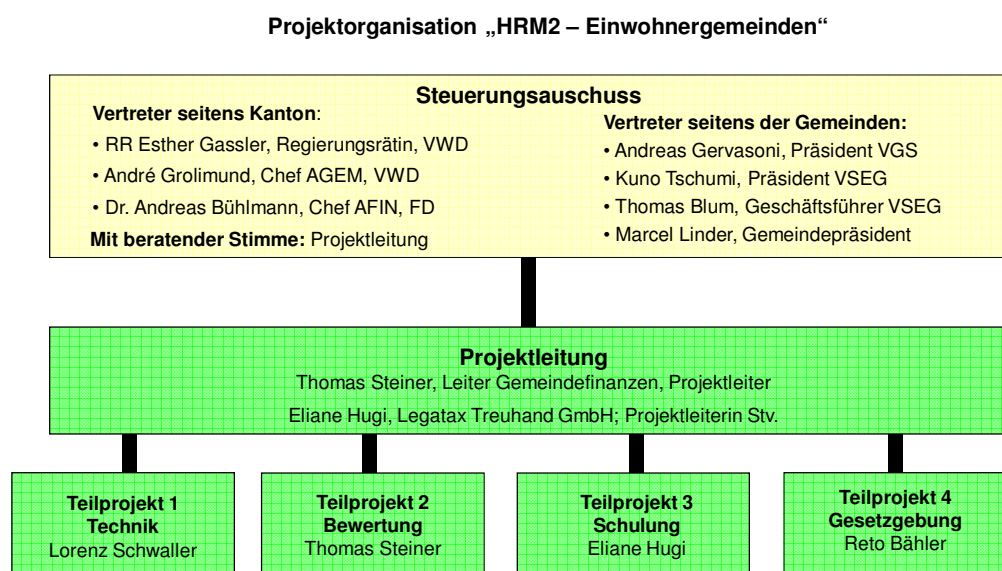 Projektorganisation „HRM2 – Einwohnergemeinden“
Steuerungsauschuss
Vertreter seitens Kanton:
• RR Esther Gassler, Regierungsrätin, VWD
• André Grolimund, Chef AGEM, VWD
• Dr. Andreas Bühlmann, Chef AFIN, FD
Mit beratender Stimme: Projektleitung
Vertreter seitens der Gemeinden:
• Andreas Gervasoni, Präsident VGS
• Kuno Tschumi, Präsident VSEG
• Thomas Blum, Geschäftsführer VSEG
• Marcel Linder, Gemeindepräsident
Projektleitung
Thomas Steiner, Leiter Gemeindefinanzen, Projektleiter
Eliane Hugi, Legatax Treuhand GmbH; Projektleiterin Stv.
Teilprojekt 1
Technik
Lorenz Schwaller
Teilprojekt 2
Bewertung
Thomas Steiner
Teilprojekt 3
Schulung
Eliane Hugi
Teilprojekt 4
Gesetzgebung
Reto Bähler